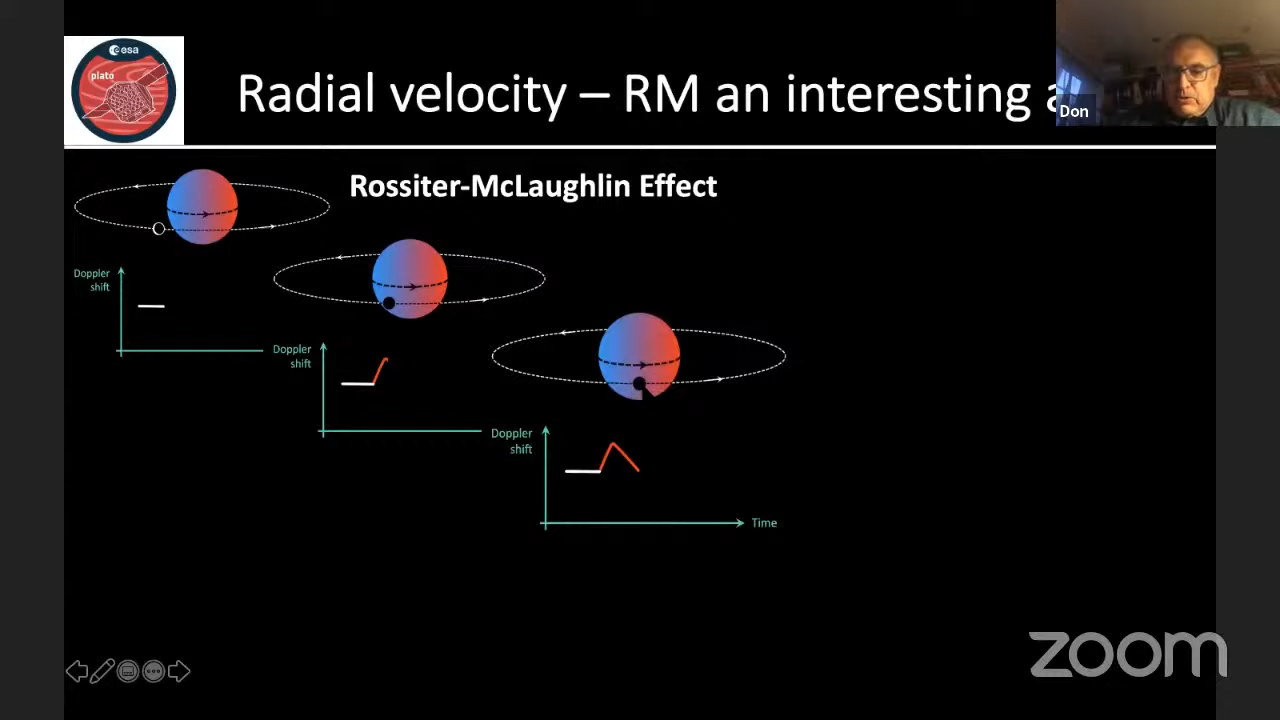 esa
plato
Radial velocity – RM an interesting
Don
Rossiter-McLaughlin Effect
Doppler
shift
Doppler
shift
Doppler
shift
Time
zoom